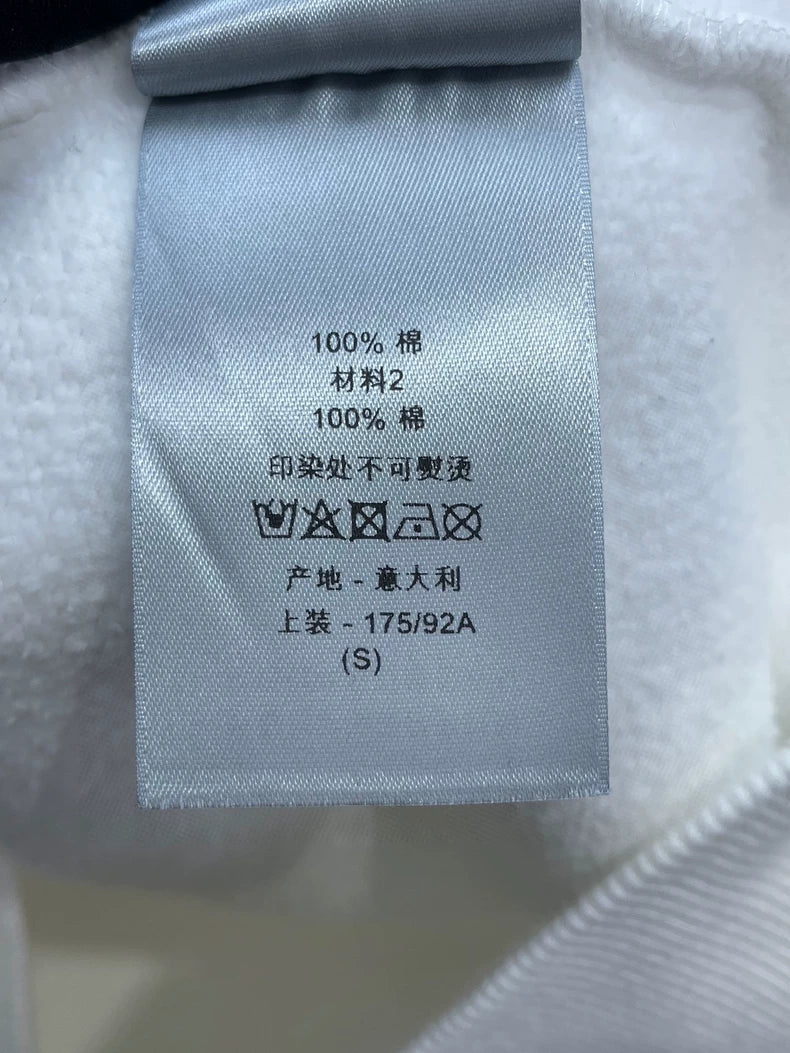 100% 棉
材料2
100% 棉
印染处不可熨烫
产地 - 意大利
上装 - 175/92A
(S)